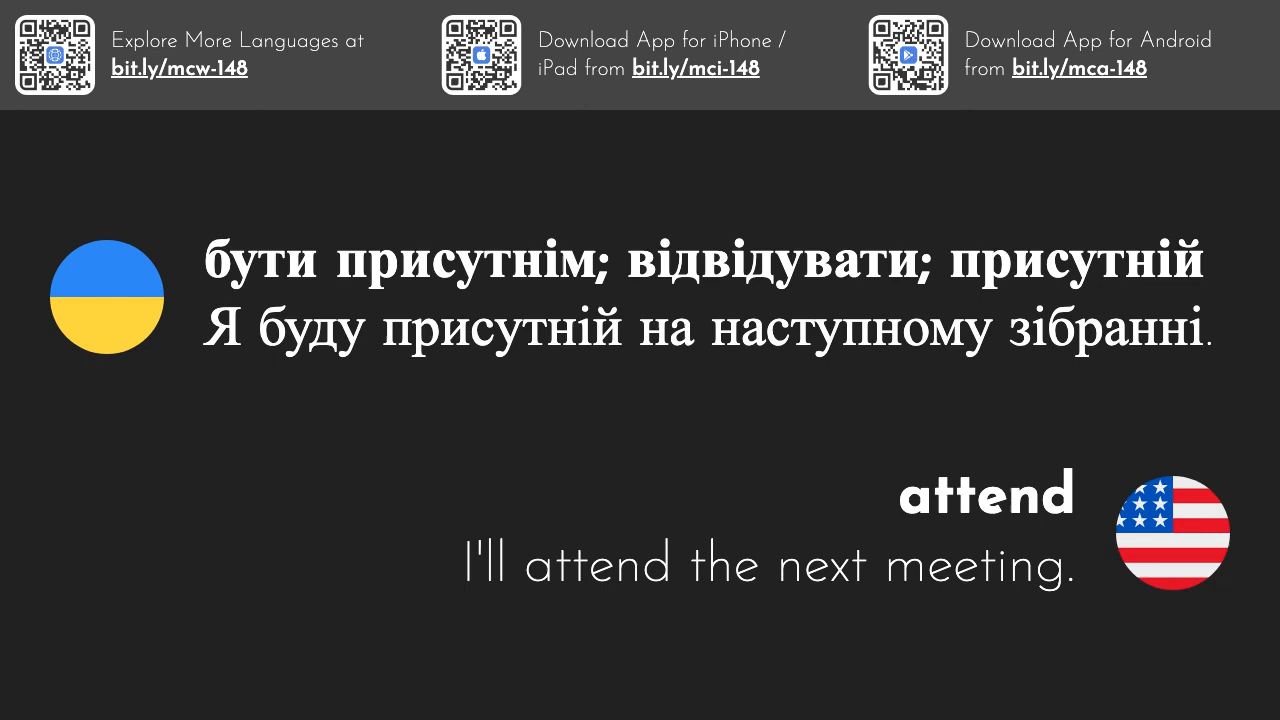 Explore More Languages at
bit.ly/mcw-148
Download App for iPhone /
iPad from bit.ly/mci-148
Download App for Android
from bit.ly/mca-148
бути присутнім; відвідувати; присутній
Я буду присутній на наступному зібранні.
attend
I'll attend the next meeting.